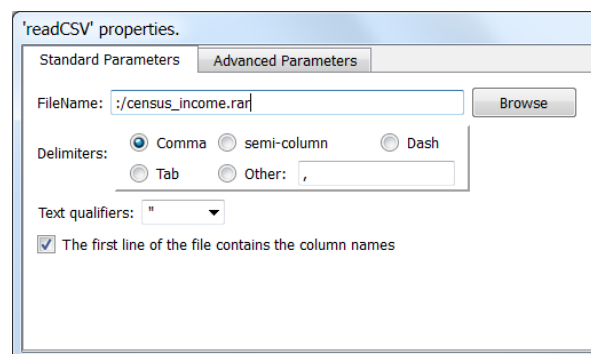 'readCSV' properties.
Standard Parameters Advanced Parameters
FileName: :/census_income.rar Browse
Delimiters: Comma semi-column Dash
Tab Other: ,
Text qualifiers: "
The first line of the file contains the column names